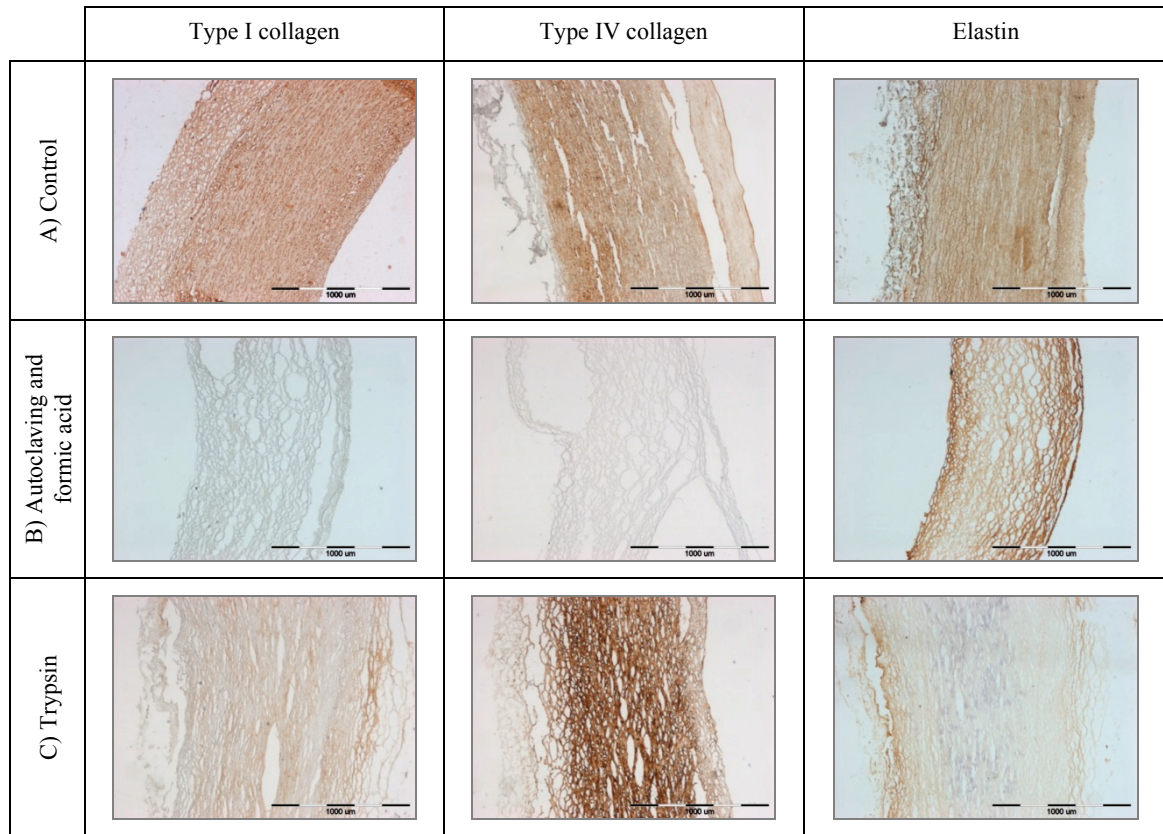 Type I collagen
Type IV collagen
Elastin
A) Control
1000 um
1000 um
1000 um
B) Autoclaving and
formic acid
1000 um
1000 um
1000 um
C) Trypsin
1000 um
1000 um
1000 um